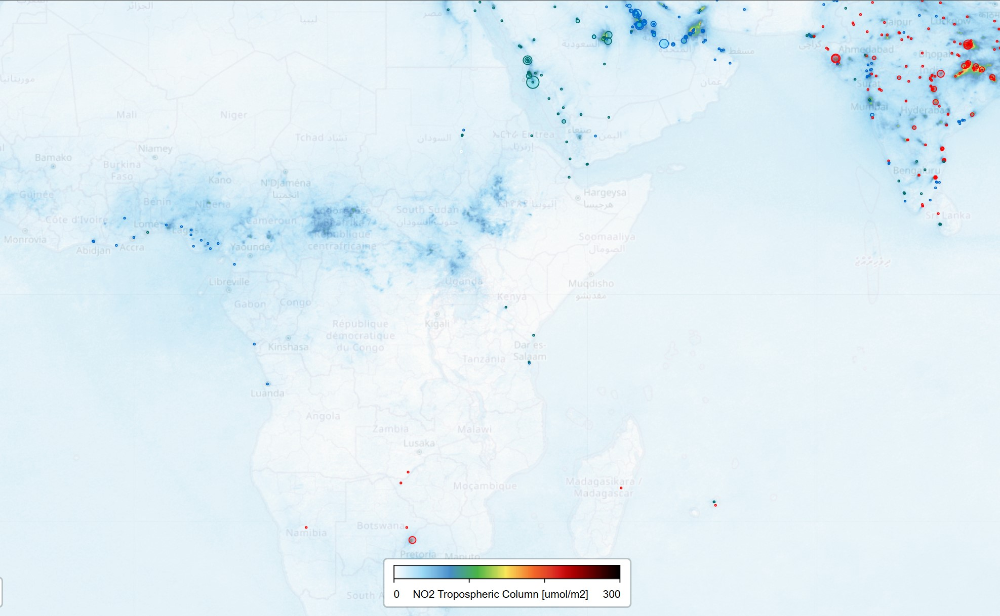 الجزائر
ليبيا
مصر
السعودية
المتحدة
مسقط
عمان
کراچی
Jaipur
Lucknow
Ahmedabad
Bhopal
Surat
Mumbai
Hyderabad
Bengaluru
Sri Lanka
موريتانيا
Mali
Niger
Tchad تشاد
السودان
ኤርትራ Eritrea
إرتريا
صنعاء
اليمن
Bamako
Niamey
Burkina
Faso
Kano
N'Djaména
انجمينا
Hargeysa
هرجيسا
Guinée
Bénin
Nigeria
South Sudan
جنوب السودان
إثيوبيا
Côte d'Ivoire
Lomé
Lagos
Cameroun
République
centrafricaine
Monrovia
Abidjan
Accra
Yaoundé
Soomaaliya
الصومال
Libreville
Uganda
Muqdisho
مقديشو
Gabon
Congo
Kenya
République
démocratique
du Congo
Kigali
Kinshasa
Dar es-
Salaam
Tanzania
Luanda
Angola
Zambia
Malawi
Lusaka
Moçambique
Madagasikara /
Madagascar
Namibia
Botswana
Pretoria
Maputo
South A
0 NO2 Tropospheric Column [umol/m2] 300